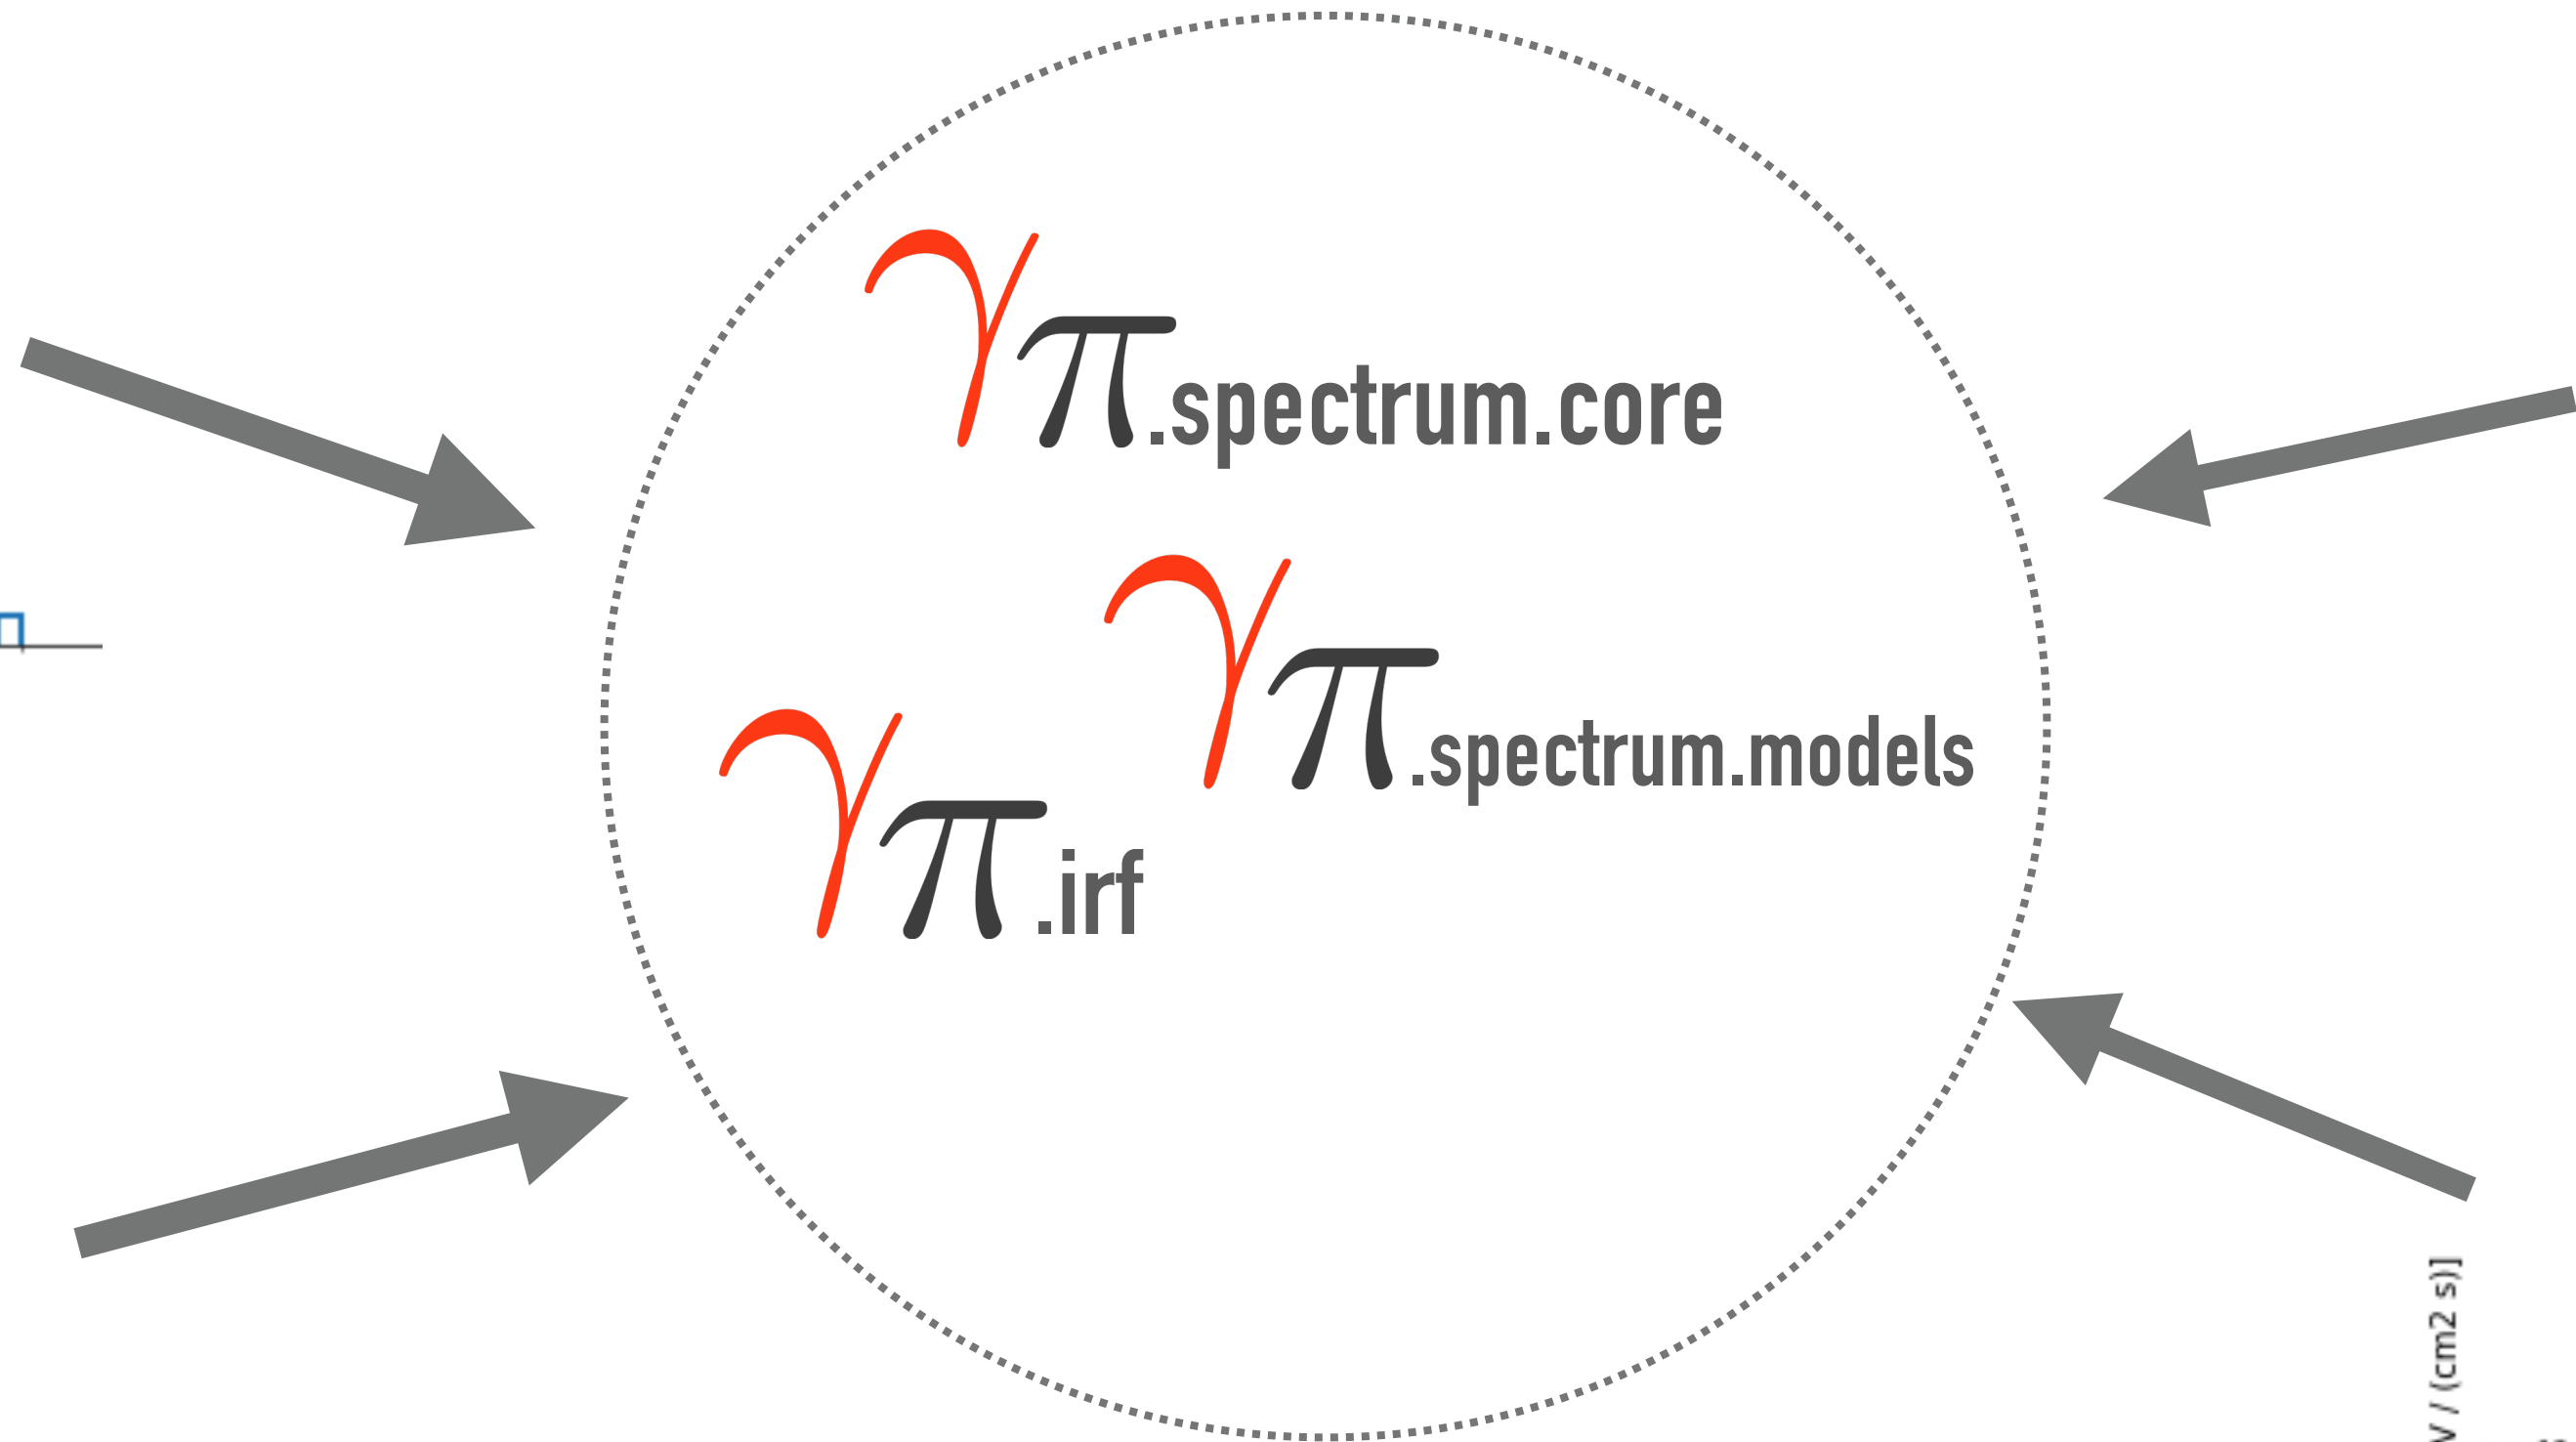 γπ.spectrum.core
γπ.spectrum.models
γπ.irf
V / (cm2 s)]